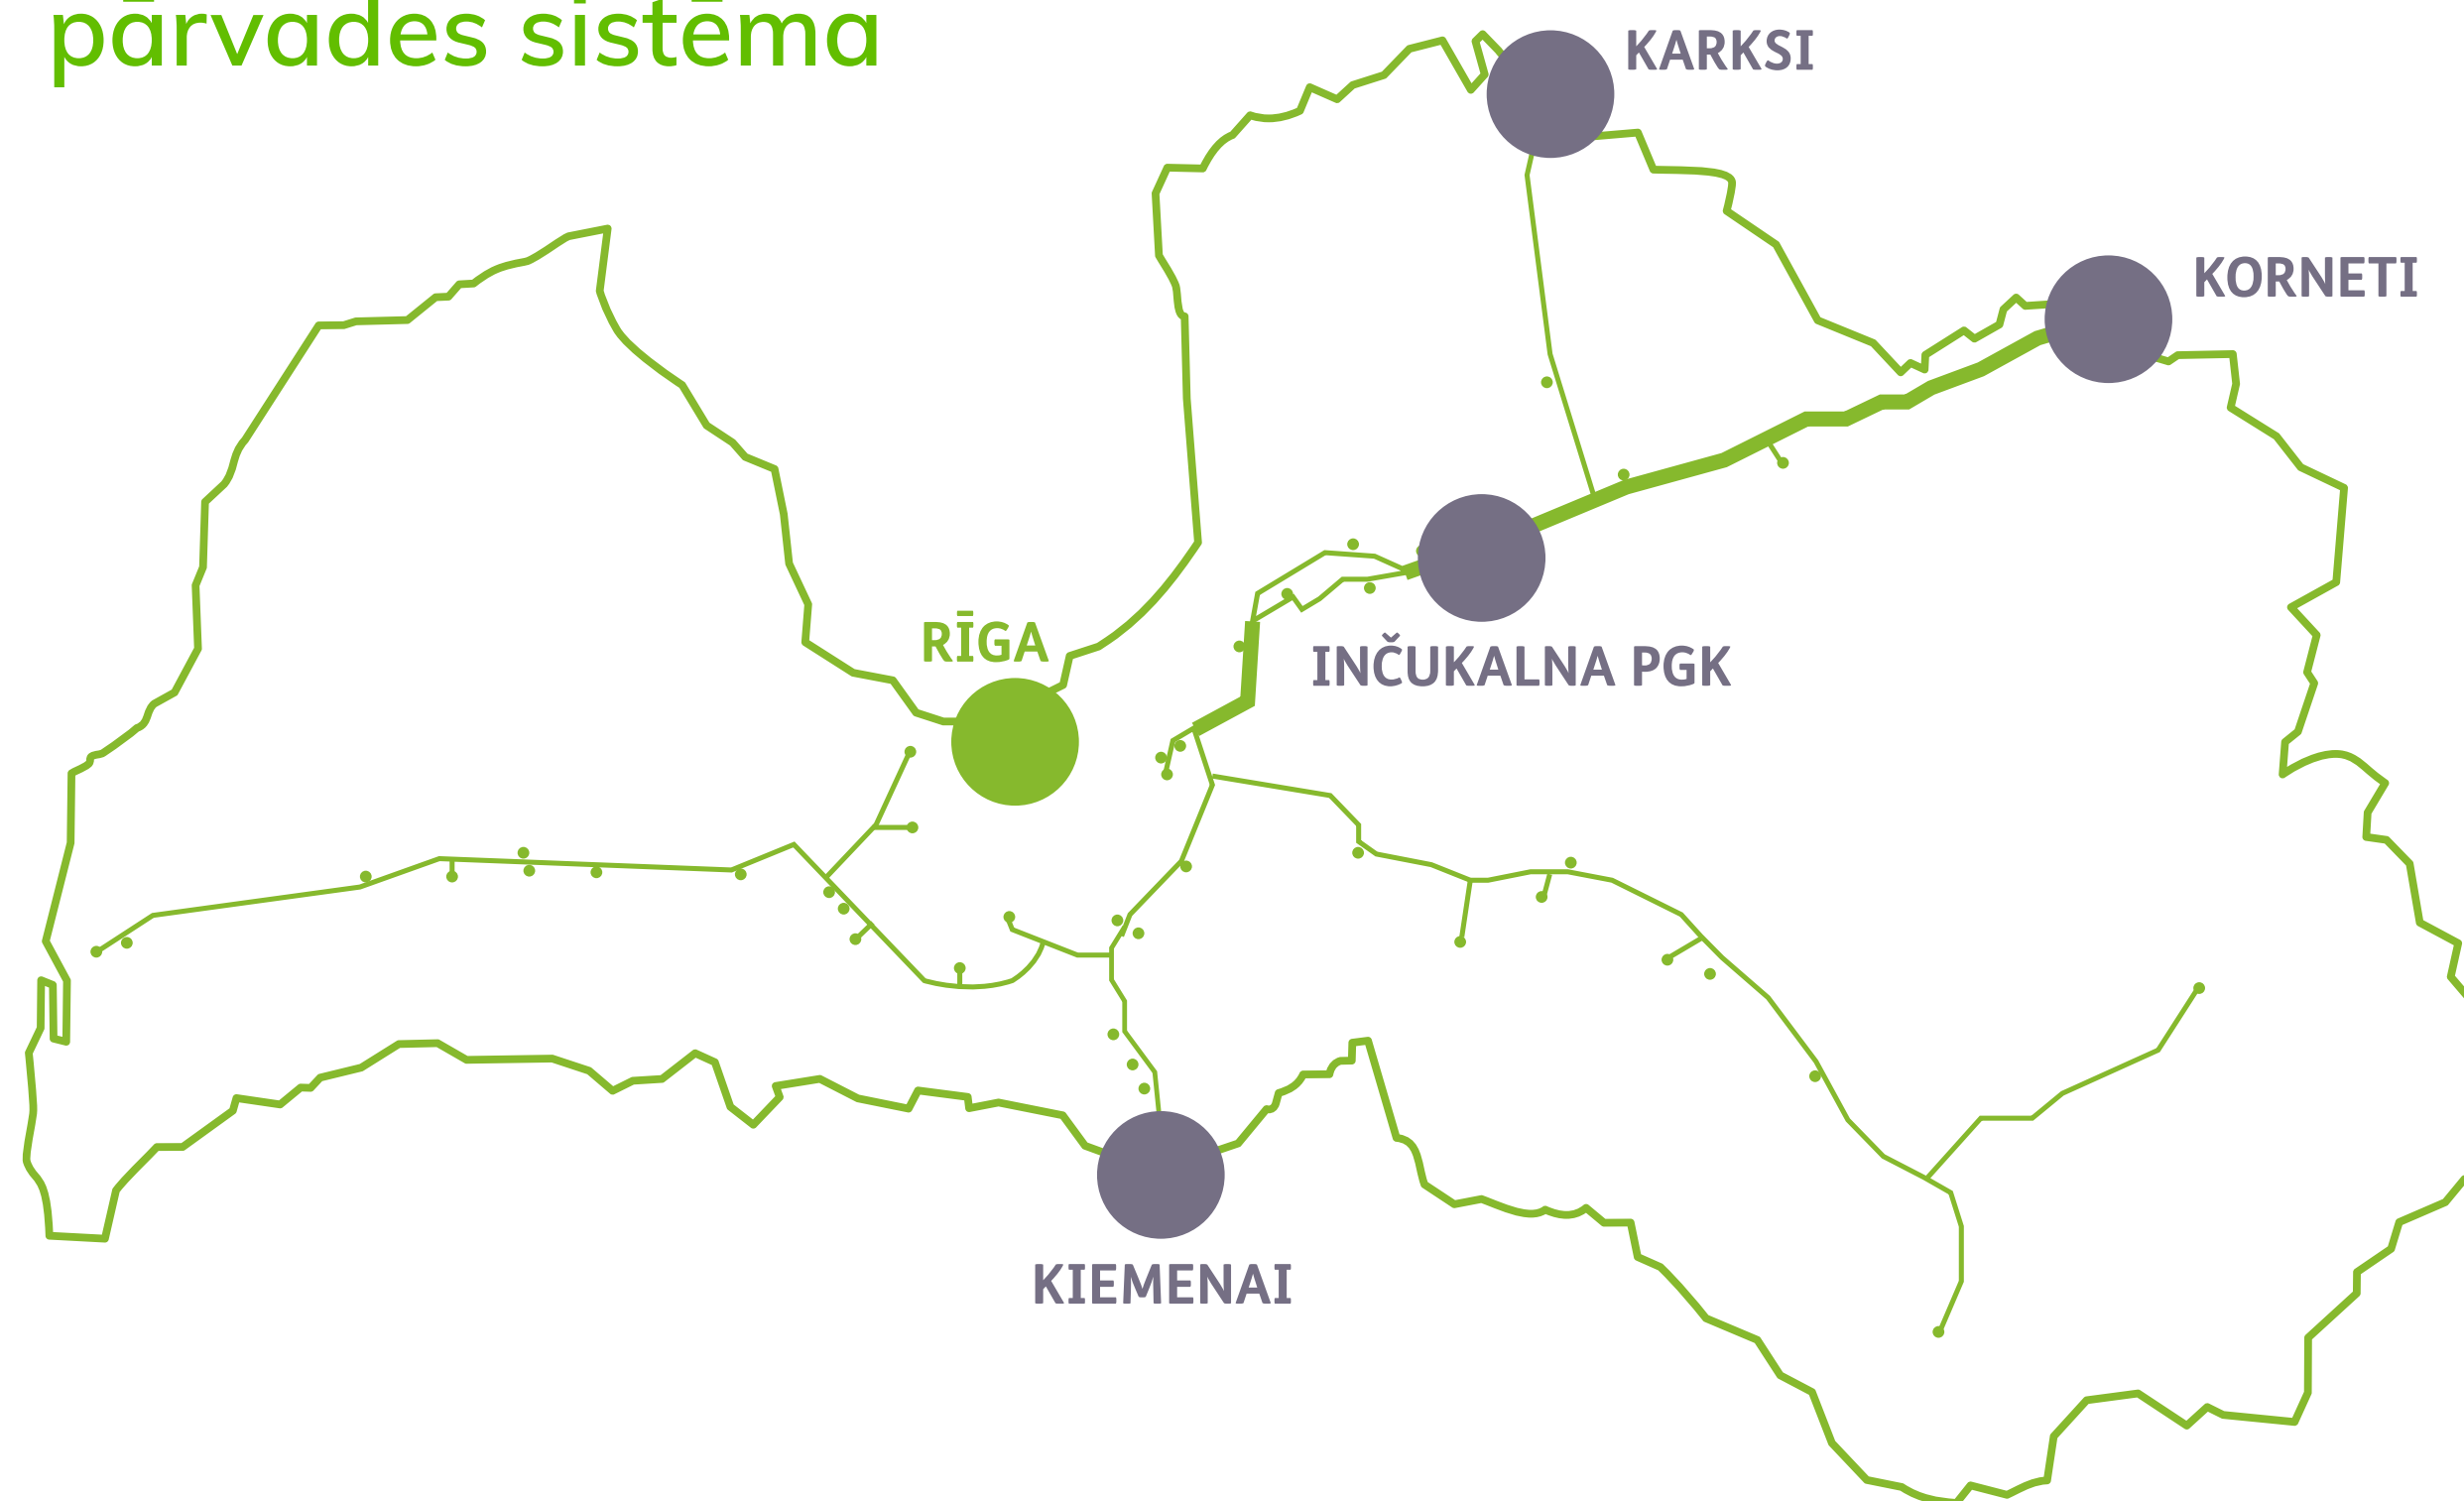 pārvades sistēma
KARKSI
KORNETI
RĪGA
INČUKALNA PGK
KIEMENAI